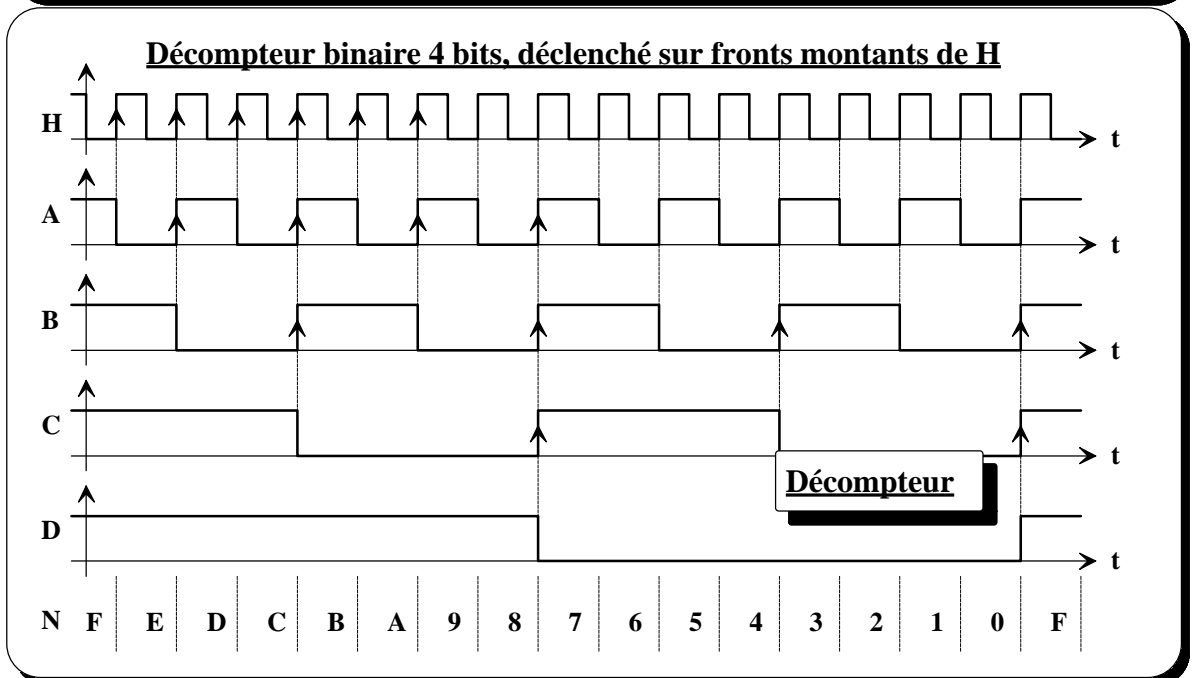 Décompteur binaire 4 bits, déclenché sur fronts montants de H
H t
A t
B t
C t
Décompteur
D t
N F E D C B A 9 8 7 6 5 4 3 2 1 0 F